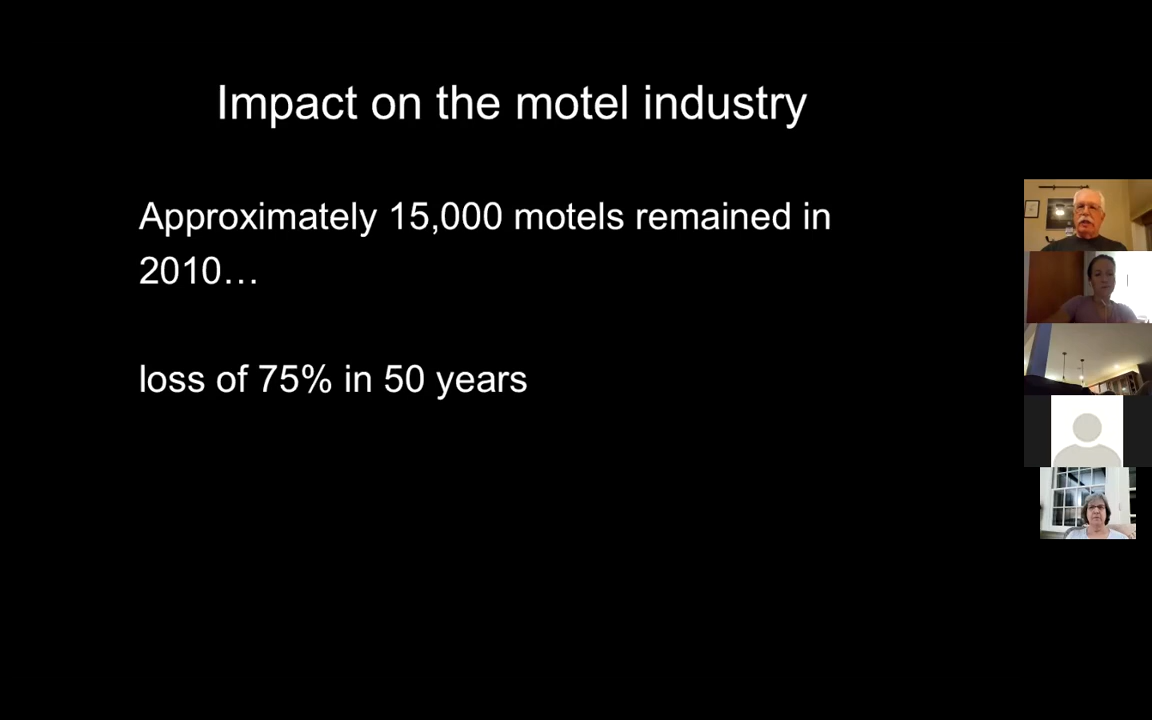 Impact on the motel industry
Approximately 15,000 motels remained in
2010…
loss of 75% in 50 years